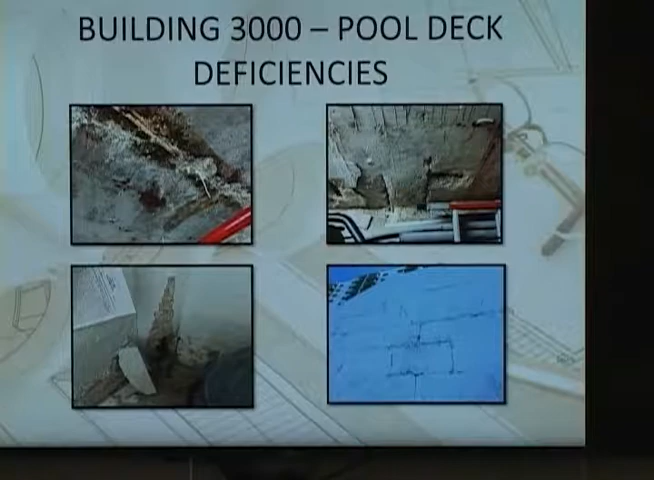 BUILDING 3000 – POOL DECK
DEFICIENCIES